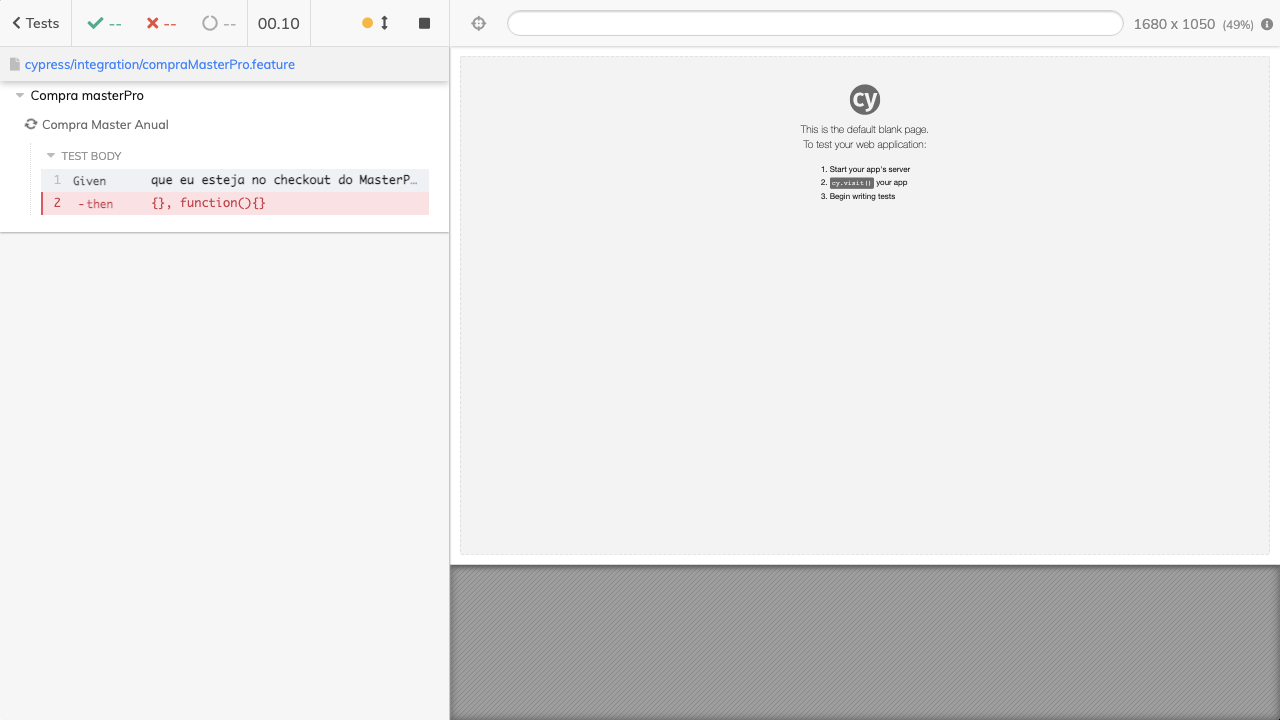 Tests
--
--
--
00.10
1680 x 1050 (49%)
cypress/integration/compraMasterPro.feature
Compra masterPro
Compra Master Anual
TEST BODY
1 Given que eu esteja no checkout do MasterP…
2 -then {}, function(){}
cy
This is the default blank page.
To test your web application:
1. Start your app's server
2. cy.visit() your app
3. Begin writing tests